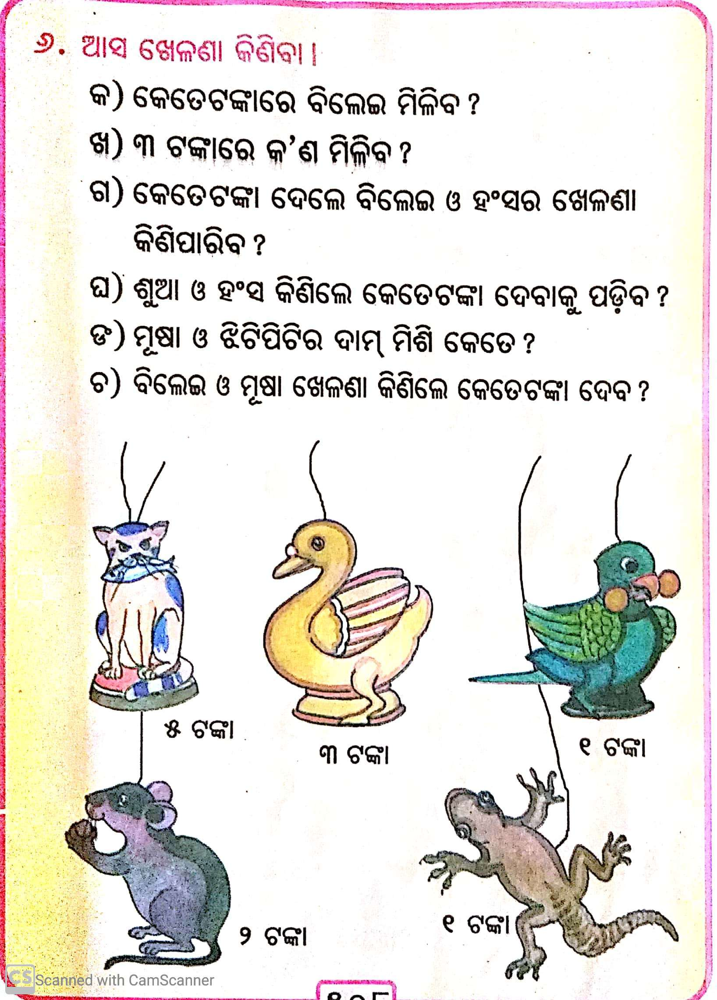 ୬. ଆସ ଖେଳଣା କିଣିବା।
କ) କେତେଟଙ୍କାରେ ବିଲେଇ ମିଳିବ ?
ଖ) ୩ ଟଙ୍କାରେ କ'ଣ ମିଳିବ ?
ଗ) କେତେଟଙ୍କା ଦେଲେ ବିଲେଇ ଓ ହଂସର ଖେଳଣା
କିଣିପାରିବ ?
ଘ) ଶୁଆ ଓ ହଂସ କିଣିଲେ କେତେଟଙ୍କା ଦେବାକୁ ପଡ଼ିବ ?
ଙ) ମୂଷା ଓ ଝିଟିପିଟିର ଦାମ୍ ମିଶି କେତେ ?
ଚ) ବିଲେଇ ଓ ମୂଷା ଖେଳଣା କିଣିଲେ କେତେଟଙ୍କା ଦେବ ?
୫ ଟଙ୍କା
୩ ଟଙ୍କା
୧ ଟଙ୍କା
୨ ଟଙ୍କା
୧ ଟଙ୍କା
CS Scanned with CamScanner